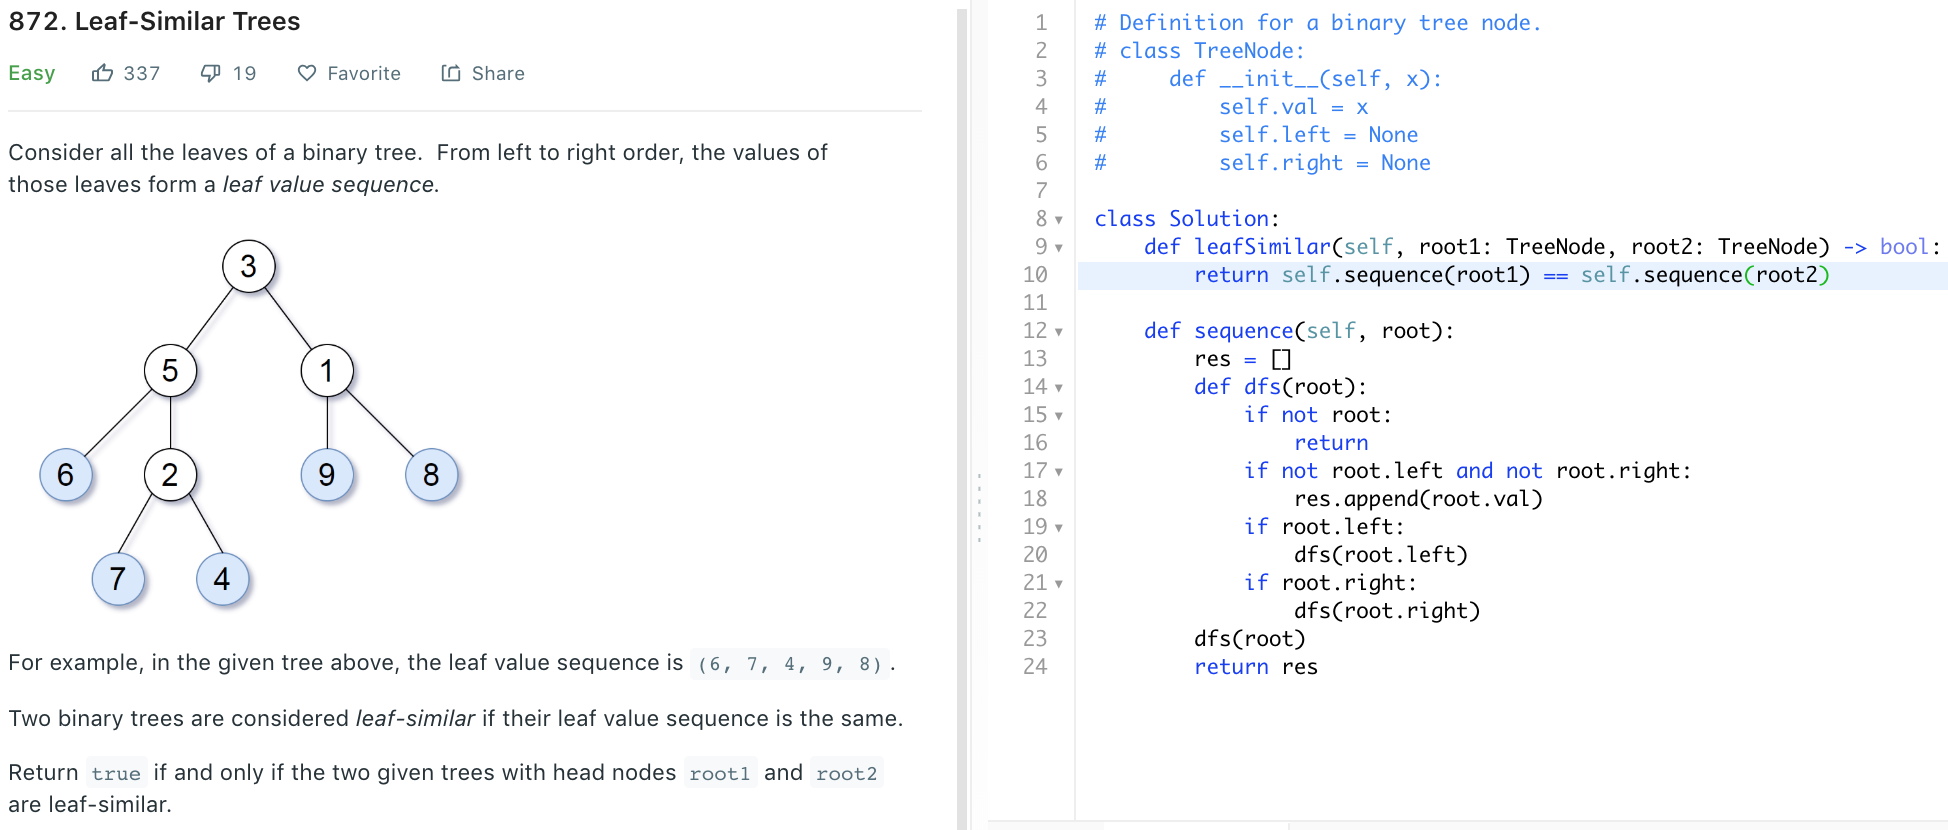 872. Leaf-Similar Trees
Easy 337 19 Favorite Share
Consider all the leaves of a binary tree.  From left to right order, the values of
those leaves form a leaf value sequence.
3
5 1
6 2 9 8
7 4
For example, in the given tree above, the leaf value sequence is (6, 7, 4, 9, 8).
Two binary trees are considered leaf-similar if their leaf value sequence is the same.
Return true if and only if the two given trees with head nodes root1 and root2
are leaf-similar.
1 # Definition for a binary tree node.
2 # class TreeNode:
3 #     def __init__(self, x):
4 #         self.val = x
5 #         self.left = None
6 #         self.right = None
7
8 class Solution:
9     def leafSimilar(self, root1: TreeNode, root2: TreeNode) -> bool:
10         return self.sequence(root1) == self.sequence(root2)
11
12     def sequence(self, root):
13         res = []
14         def dfs(root):
15             if not root:
16                 return
17             if not root.left and not root.right:
18                 res.append(root.val)
19             if root.left:
20                 dfs(root.left)
21             if root.right:
22                 dfs(root.right)
23         dfs(root)
24         return res